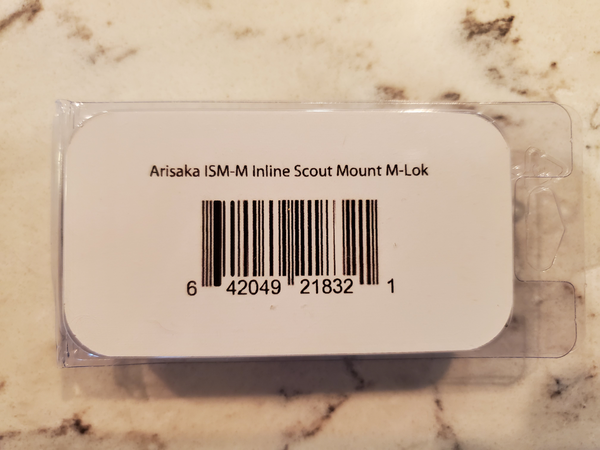 Arisaka ISM-M Inline Scout Mount M-Lok
6 42049 21832 1